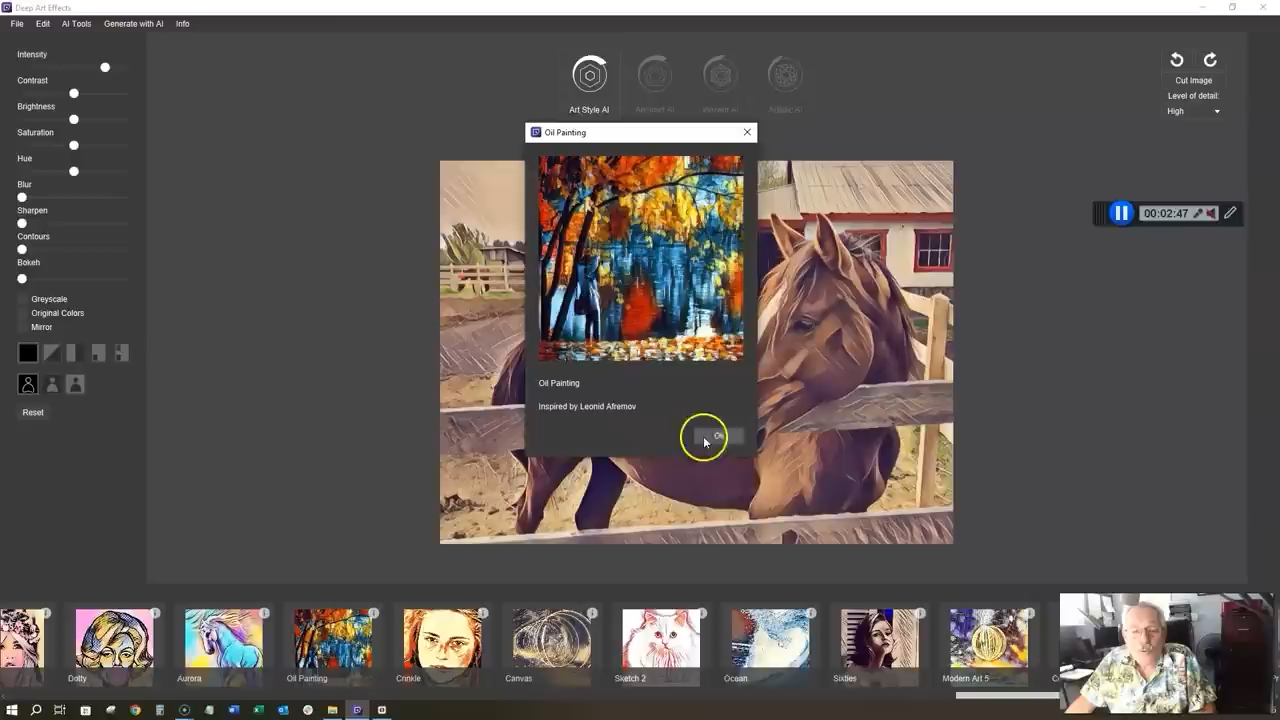 Deep Art Effects
File Edit AI Tools Generate with AI Info
Intensity
Contrast
Brightness
Saturation
Hue
Blur
Sharpen
Contours
Bokeh
Greyscale
Original Colors
Mirror
Reset
Art Style AI
Cut Image
Level of detail:
High
00:02:47
Oil Painting
Oil Painting
Inspired by Leonid Afremov
Dotty
Aurora
Oil Painting
Crinkle
Canvas
Sketch 2
Ocean
Sixties
Modern Art 5